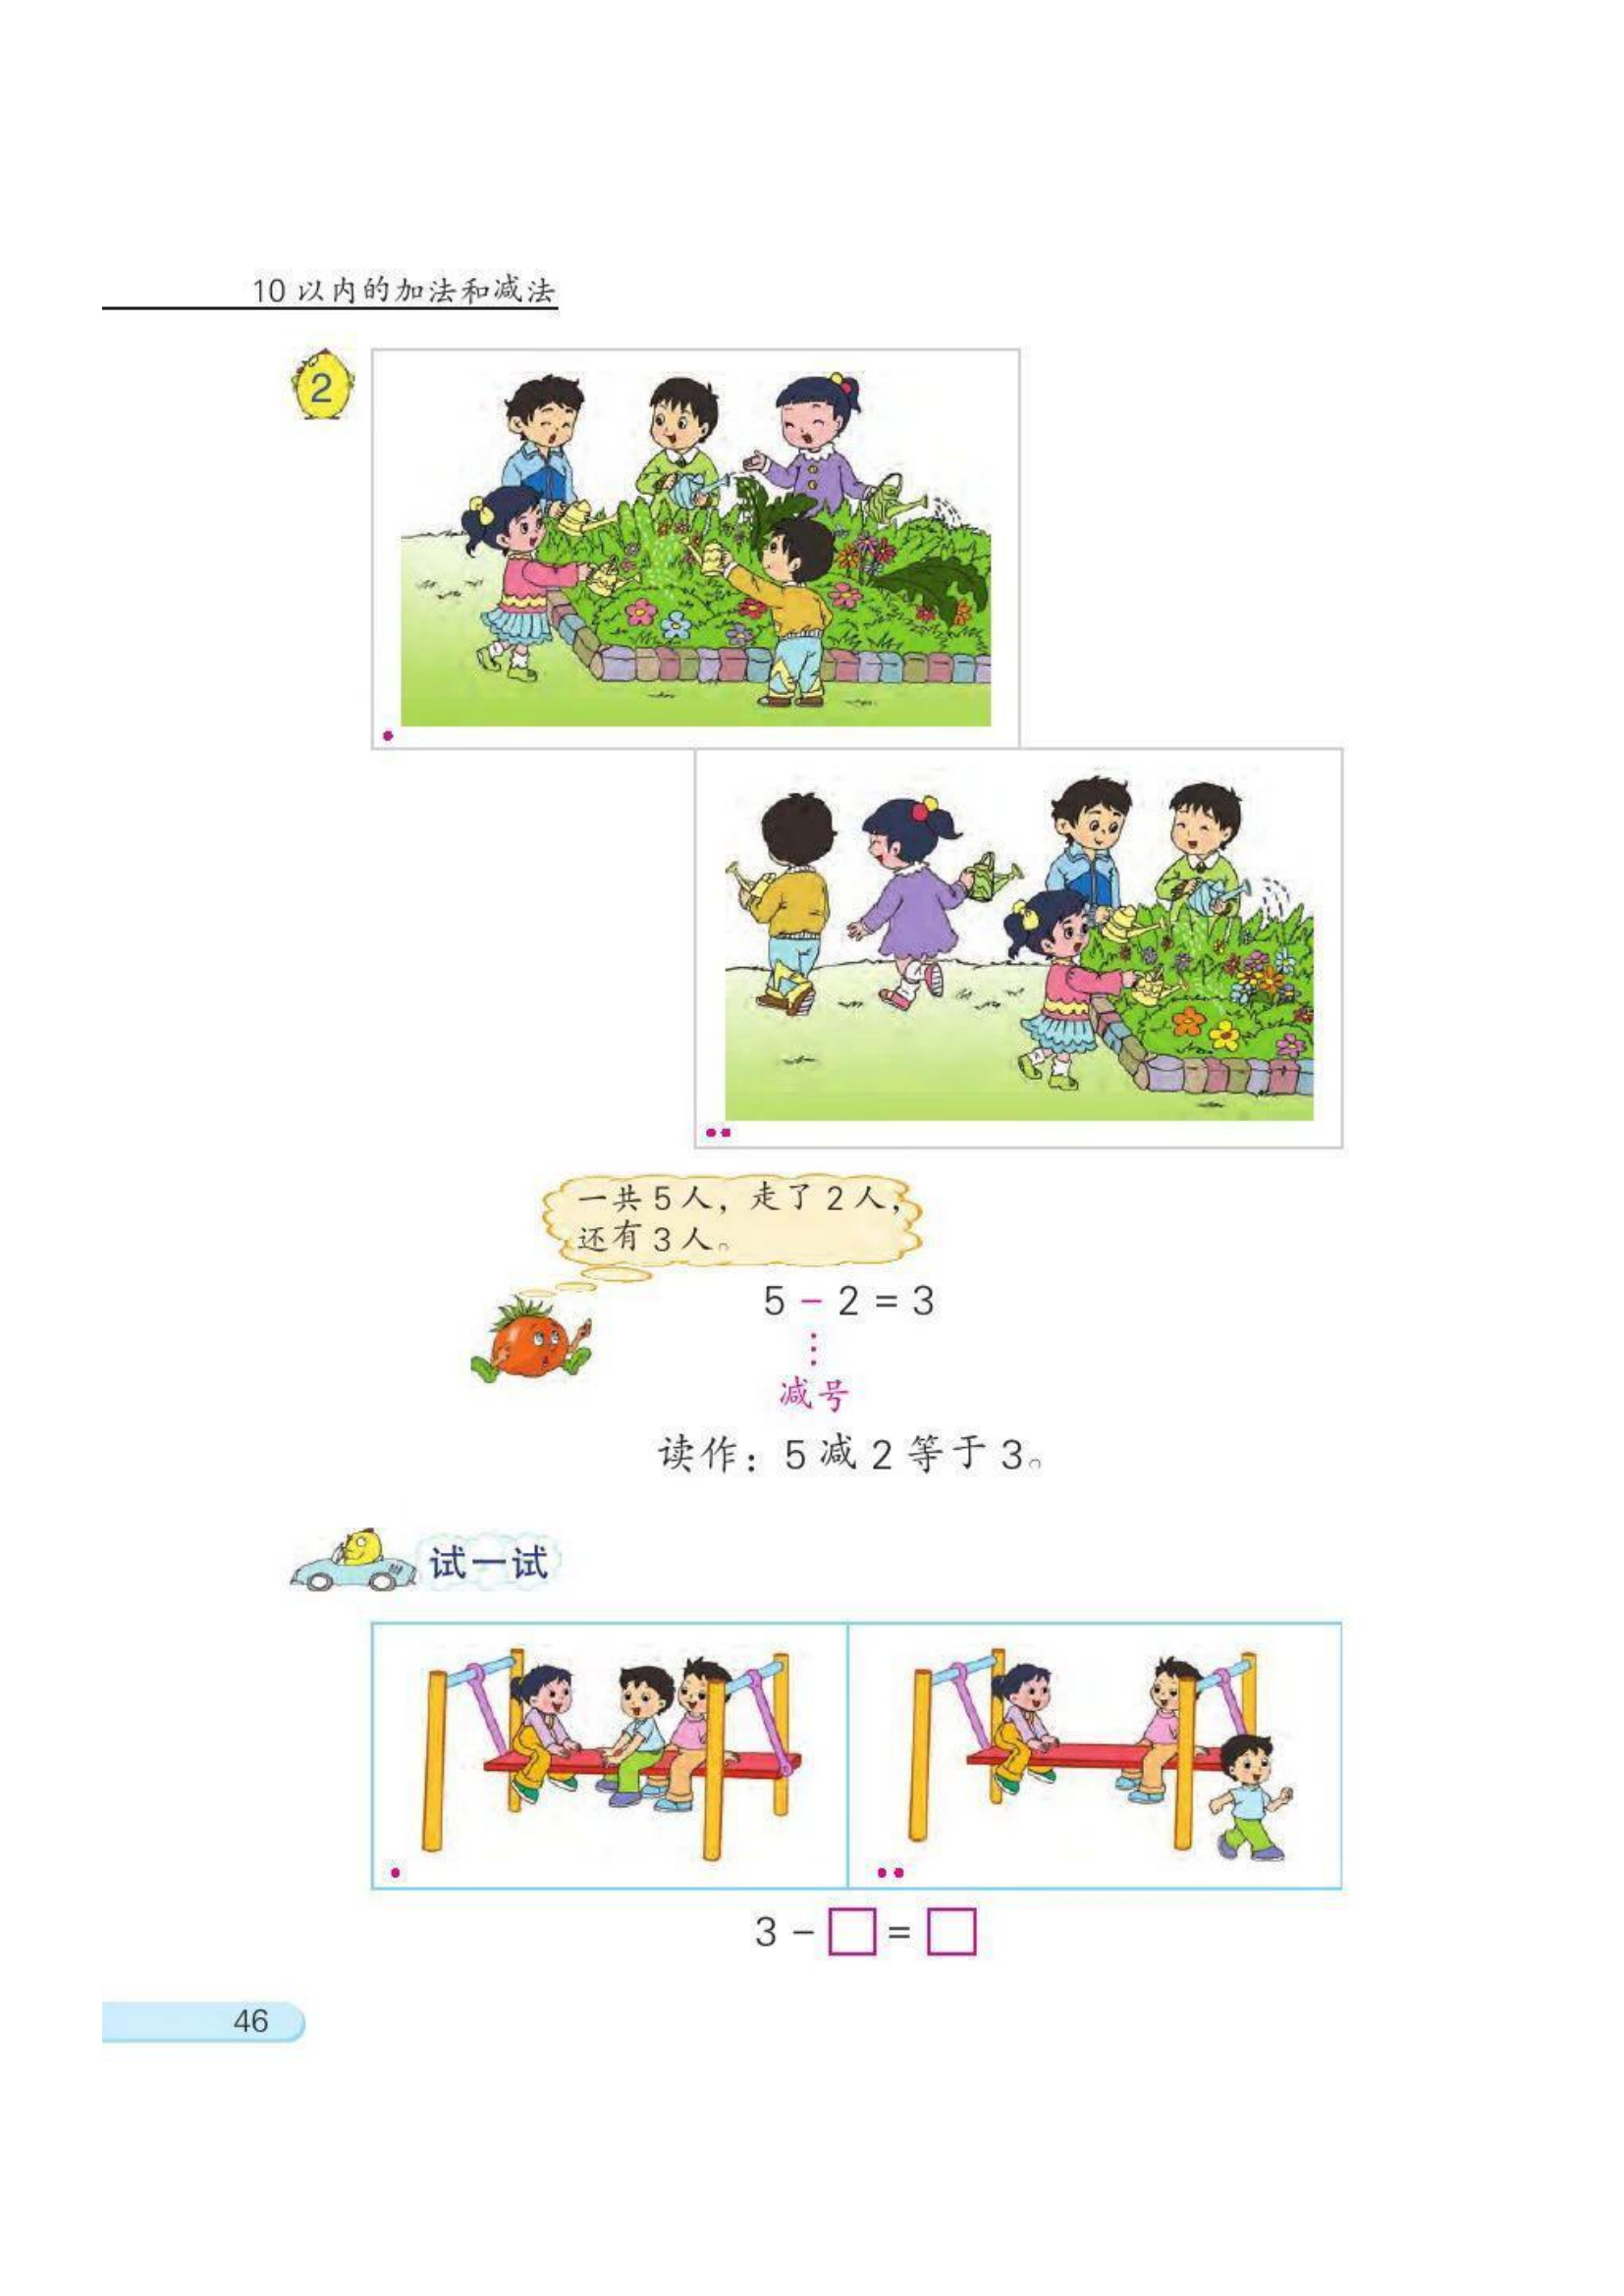 10 以内的加法和减法
2
一共 5 人，走了 2 人，
还有 3 人。
5 − 2 = 3
减号
读作：5 减 2 等于 3。
试一试
3 − □ = □
46